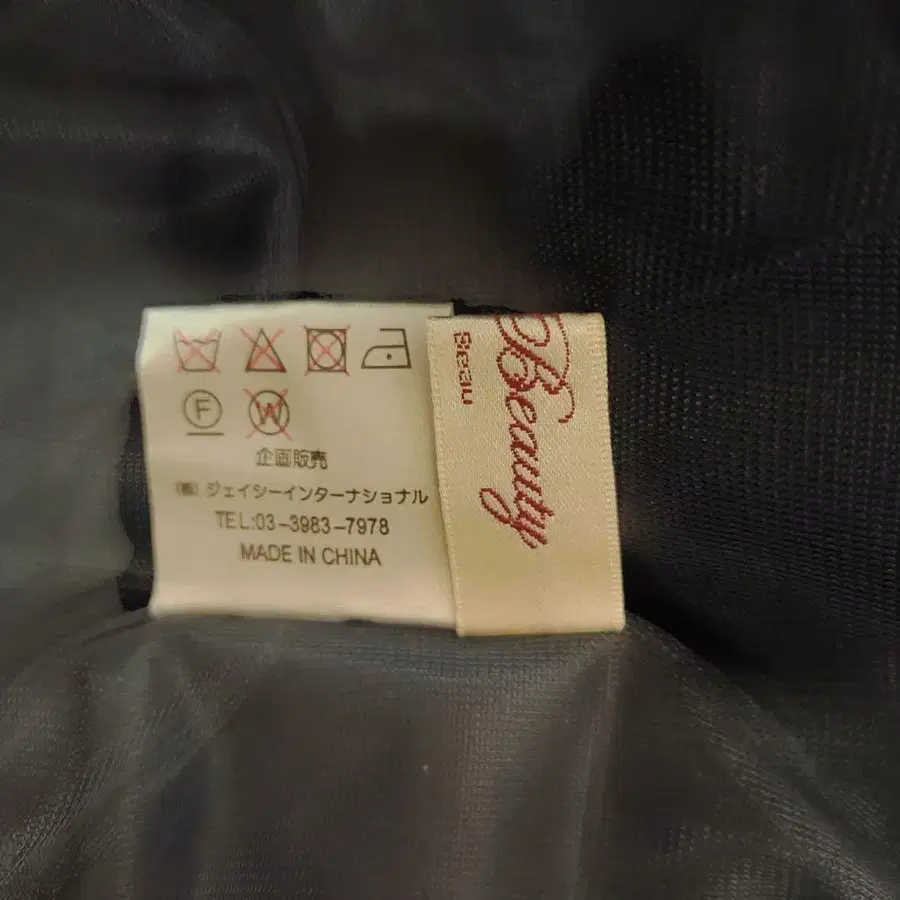 F
W
企画販売
㈱ ジェイシーインターナショナル
TEL:03-3983-7978
MADE IN CHINA
Beauty
Beau